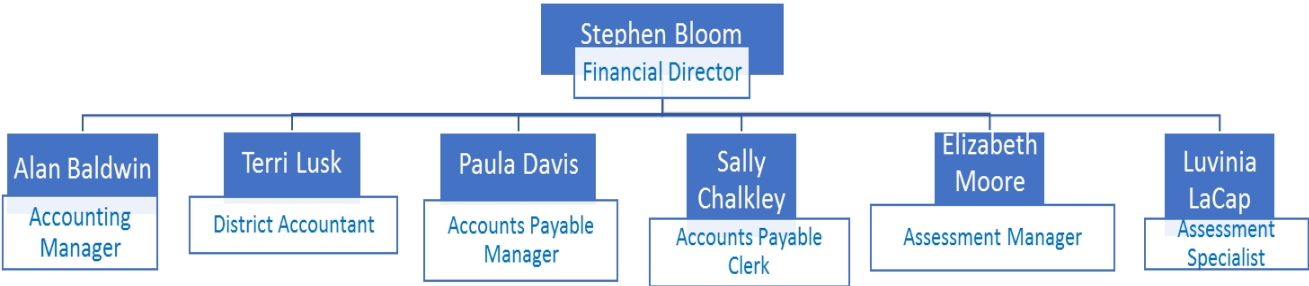 Stephen Bloom
Financial Director
Alan Baldwin
Accounting
Manager
Terri Lusk
District Accountant
Paula Davis
Accounts Payable
Manager
Sally
Chalkley
Accounts Payable
Clerk
Elizabeth
Moore
Assessment Manager
Luvinia
LaCap
Assessment
Specialist